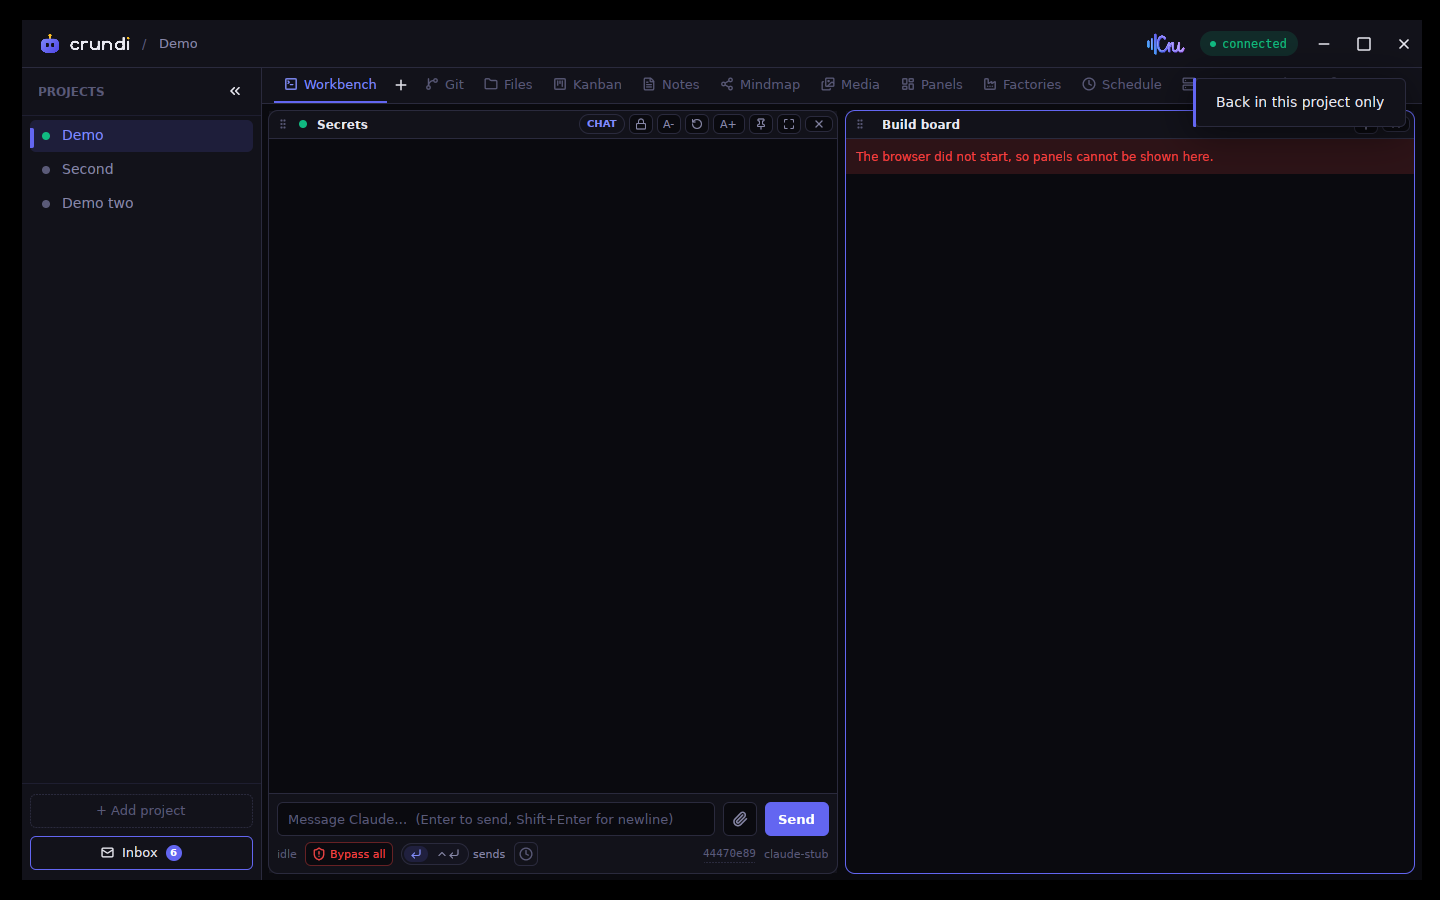 crundi / Demo
Cru
connected
PROJECTS
Demo
Second
Demo two
+ Add project
Inbox 6
Workbench
Git
Files
Kanban
Notes
Mindmap
Media
Panels
Factories
Schedule
Back in this project only
Secrets
CHAT
A-
A+
Build board
The browser did not start, so panels cannot be shown here.
Message Claude... (Enter to send, Shift+Enter for newline)
Send
idle
Bypass all
sends
44470e89
claude-stub